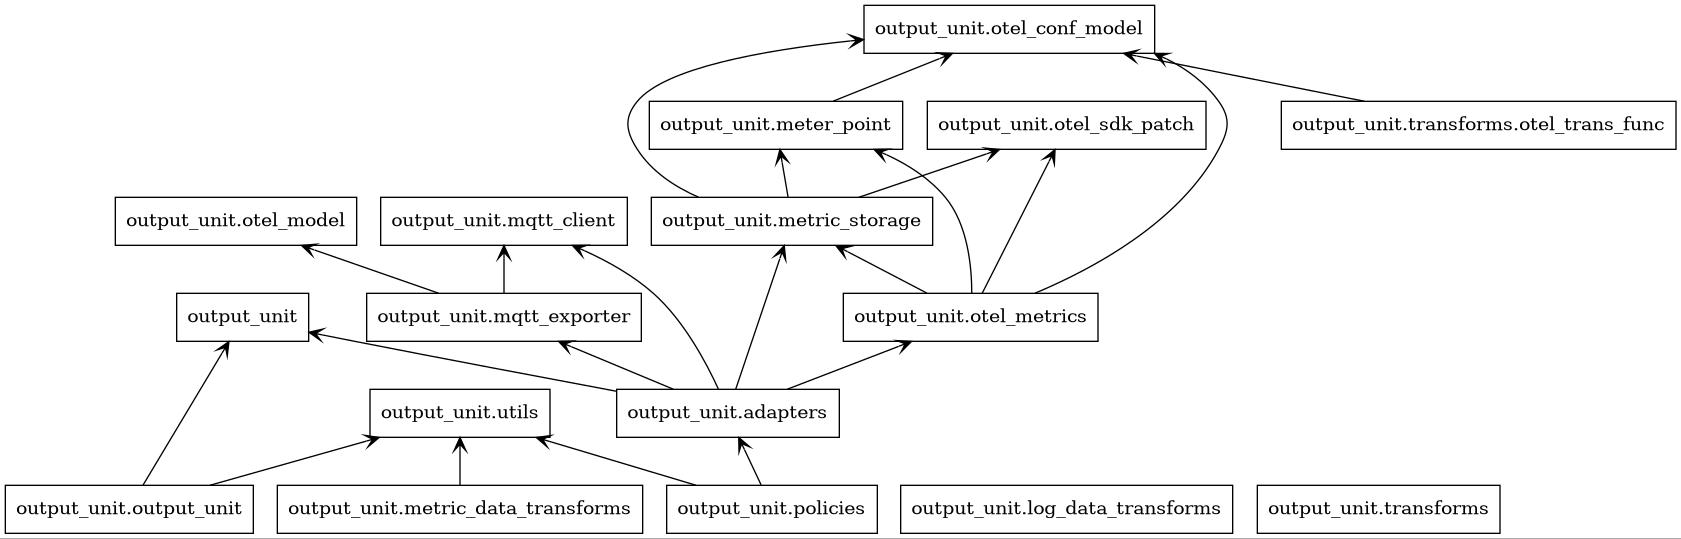 output_unit.otel_conf_model
output_unit.meter_point
output_unit.otel_sdk_patch
output_unit.transforms.otel_trans_func
output_unit.otel_model
output_unit.mqtt_client
output_unit.metric_storage
output_unit
output_unit.mqtt_exporter
output_unit.otel_metrics
output_unit.utils
output_unit.adapters
output_unit.output_unit
output_unit.metric_data_transforms
output_unit.policies
output_unit.log_data_transforms
output_unit.transforms